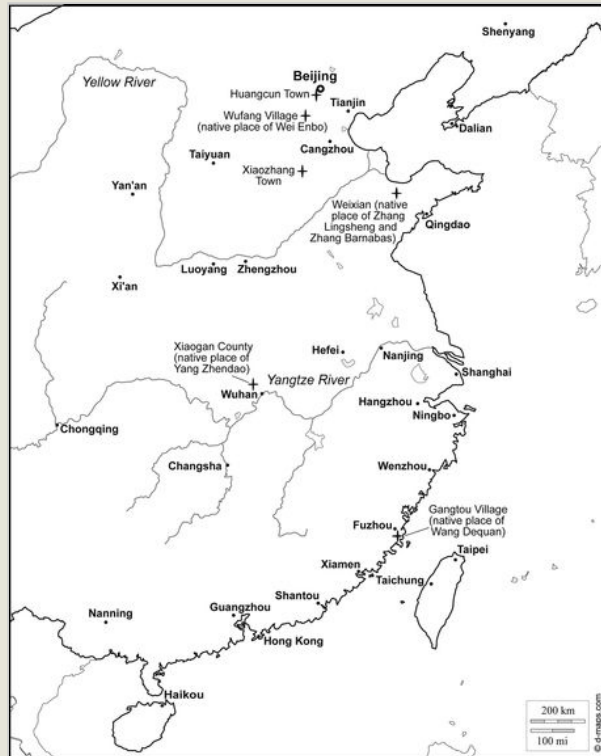 Shenyang
Yellow River
Beijing
Huangcun Town
Tianjin
Wufang Village
(native place of Wei Enbo)
Dalian
Cangzhou
Taiyuan
Xiaozhang
Town
Yan'an
Weixian (native
place of Zhang
Lingsheng and
Zhang Barnabas)
Qingdao
Luoyang
Zhengzhou
Xi'an
Xiaogan County
(native place of
Yang Zhendao)
Hefei
Nanjing
Yangtze River
Shanghai
Wuhan
Hangzhou
Ningbo
Chongqing
Changsha
Wenzhou
Gangtou Village
(native place of
Wang Dequan)
Fuzhou
Taipei
Xiamen
Taichung
Shantou
Guangzhou
Nanning
Hong Kong
Haikou
200 km
100 mi
© d-maps.com